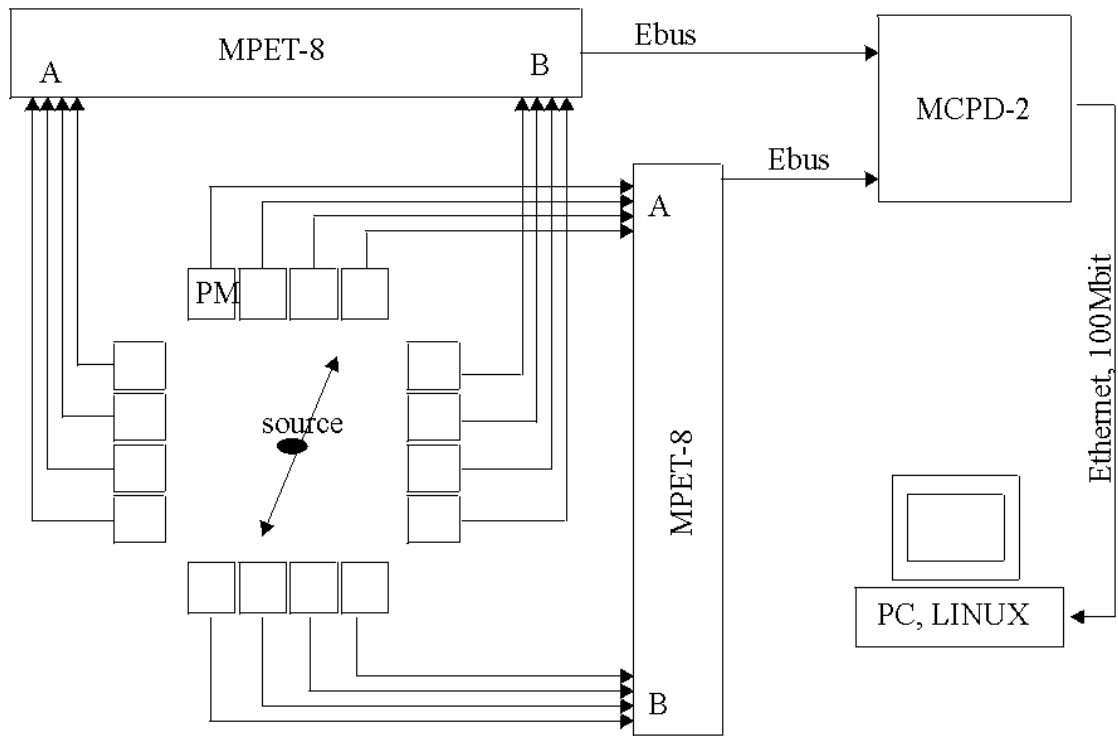 MPET-8
A
B
Ebus
MCPD-2
Ebus
A
PM
source
MPET-8
B
Ethernet, 100Mbit
PC, LINUX